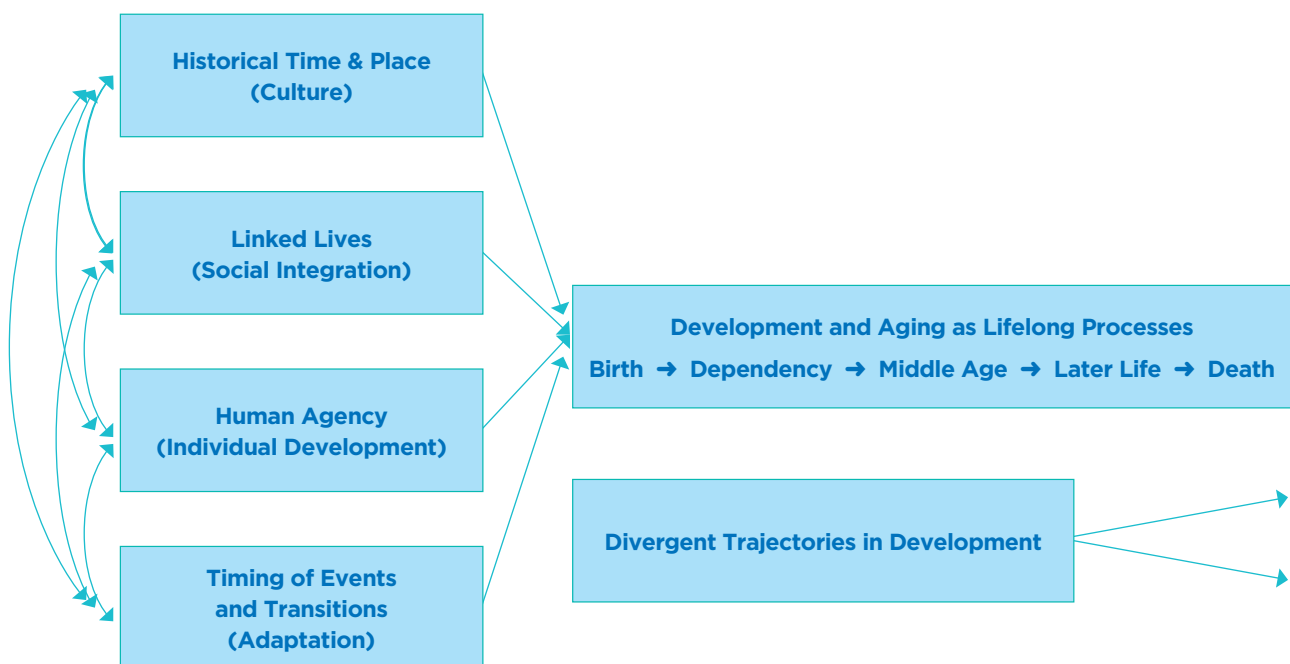 Historical Time & Place
(Culture)
Linked Lives
(Social Integration)
Human Agency
(Individual Development)
Timing of Events
and Transitions
(Adaptation)
Development and Aging as Lifelong Processes
Birth → Dependency → Middle Age → Later Life → Death
Divergent Trajectories in Development